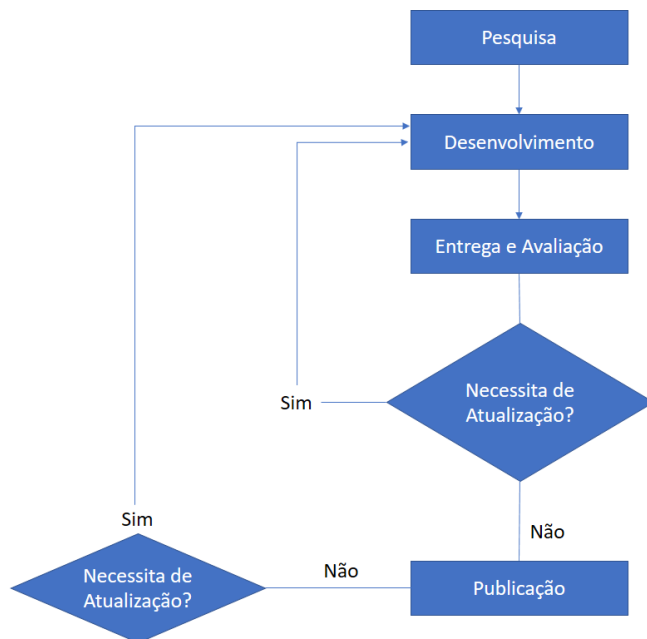 Pesquisa
Desenvolvimento
Entrega e Avaliação
Necessita de
Atualização?
Sim
Não
Publicação
Não
Sim
Necessita de
Atualização?